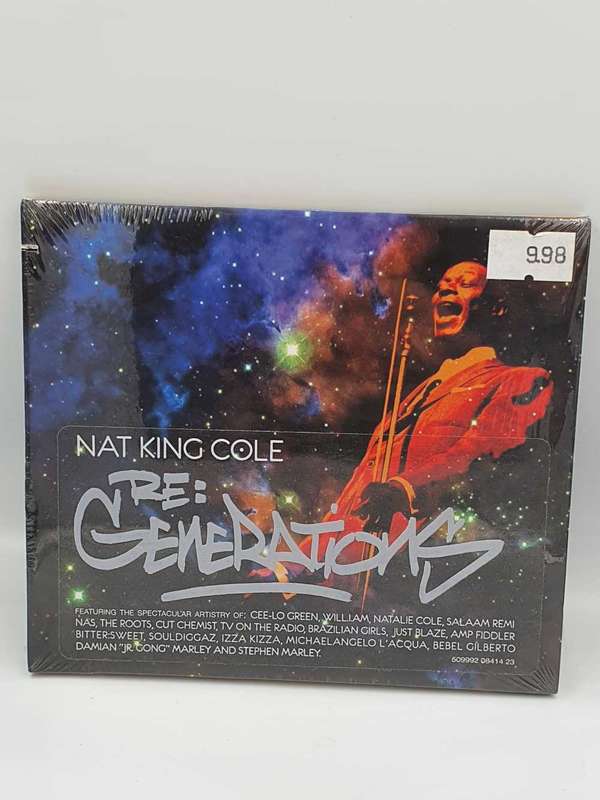 9.98
NAT KING COLE
RE:
GENERATIONS
FEATURING THE SPECTACULAR ARTISTRY OF: CEE-LO GREEN, WILL.I.AM, NATALIE COLE, SALAAM REMI
NAS, THE ROOTS, CUT CHEMIST, TV ON THE RADIO, BRAZILIAN GIRLS, JUST BLAZE, AMP FIDDLER
BITTER:SWEET, SOULDIGGAZ, IZZA KIZZA, MICHAELANGELO L'ACQUA, BEBEL GILBERTO
DAMIAN "JR. GONG" MARLEY AND STEPHEN MARLEY.
509992 08414 23